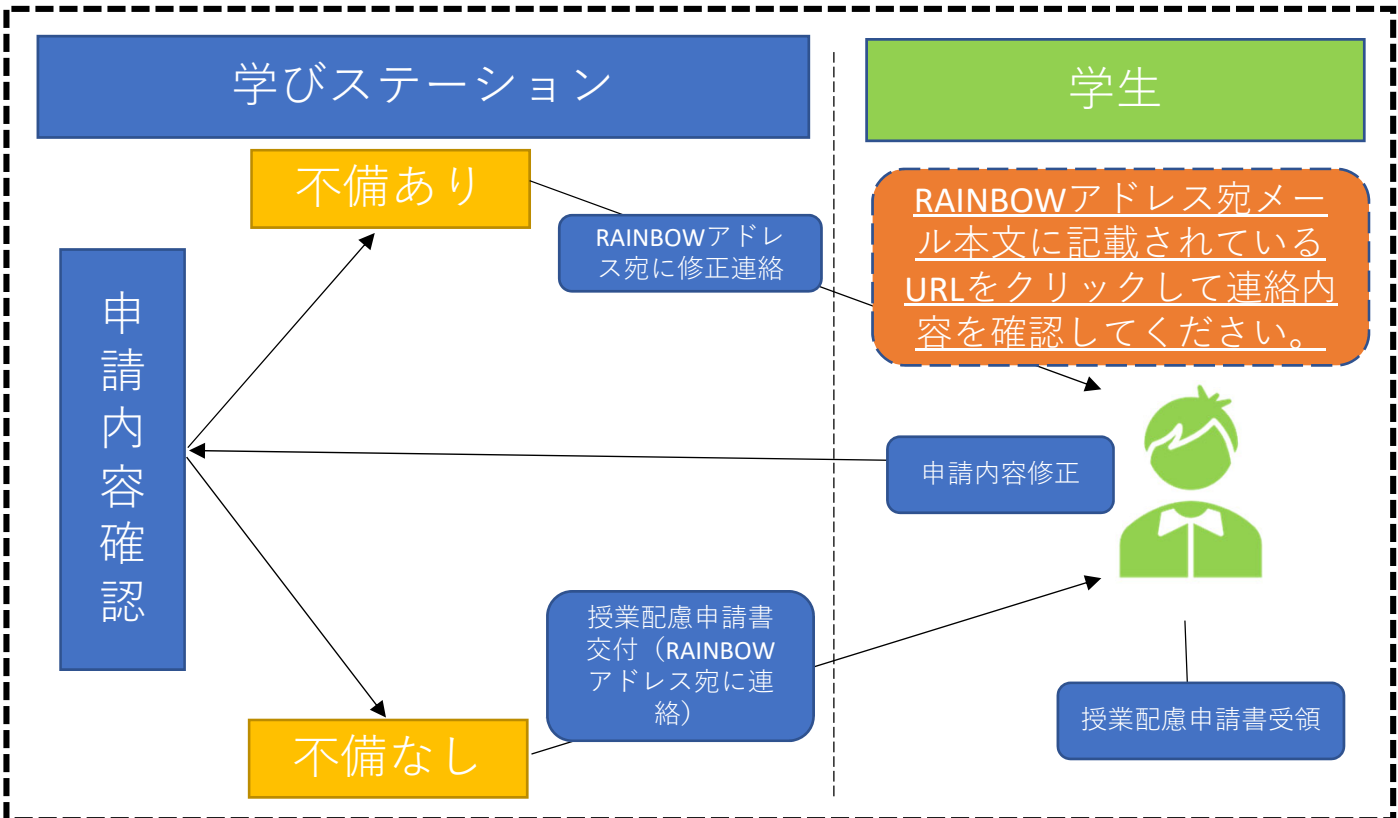 学びステーション
学生
不備あり
RAINBOWアドレ
ス宛に修正連絡
RAINBOWアドレス宛メー
ル本文に記載されている
URLをクリックして連絡内
容を確認してください。
申請内容確認
申請内容修正
授業配慮申請書
交付（RAINBOW
アドレス宛に連
絡）
不備なし
授業配慮申請書受領